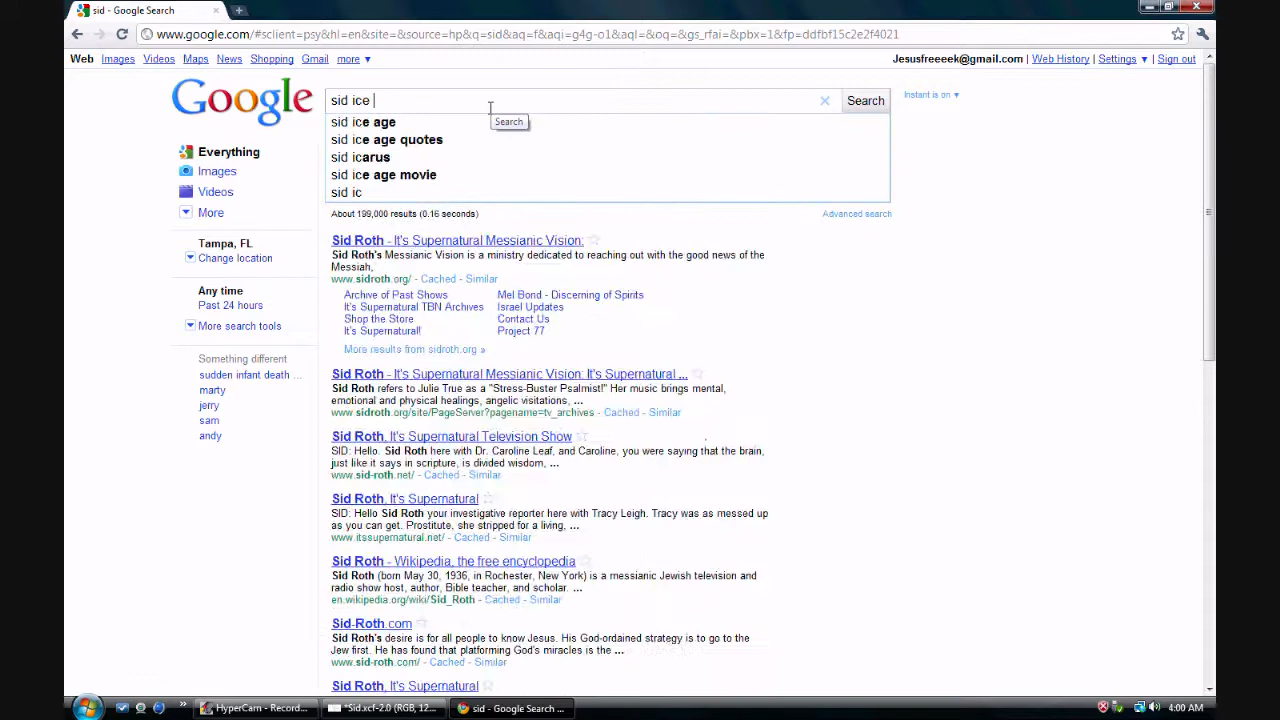 sid - Google Search
www.google.com/#sclient=psy&hl=en&site=&source=hp&q=sid&aq=f&aqi=g4g-o1&aql=&oq=&gs_rfai=&pbx=1&fp=ddfbf15c2e2f4021
Web Images Videos Maps News Shopping Gmail more ▼
Jesusfreeeek@gmail.com | Web History | Settings ▼ | Sign out
Google
sid ice
Search
Instant is on ▼
Search
sid ice age
sid ice age quotes
sid icarus
sid ice age movie
sid ic
Everything
Images
Videos
More
Tampa, FL
Change location
Any time
Past 24 hours
More search tools
Something different
sudden infant death ...
marty
jerry
sam
andy
About 199,000 results (0.16 seconds)
Advanced search
Sid Roth - It's Supernatural Messianic Vision:
Sid Roth's Messianic Vision is a ministry dedicated to reaching out with the good news of the
Messiah,
www.sidroth.org/ - Cached - Similar
Archive of Past Shows
Mel Bond - Discerning of Spirits
It's Supernatural TBN Archives
Israel Updates
Shop the Store
Contact Us
It's Supernatural!
Project 77
More results from sidroth.org »
Sid Roth - It's Supernatural Messianic Vision: It's Supernatural ...
Sid Roth refers to Julie True as a "Stress-Buster Psalmist!" Her music brings mental,
emotional and physical healings, angelic visitations, ...
www.sidroth.org/site/PageServer?pagename=tv_archives - Cached - Similar
Sid Roth, It's Supernatural Television Show
SID: Hello. Sid Roth here with Dr. Caroline Leaf, and Caroline, you were saying that the brain,
just like it says in scripture, is divided wisdom, ...
www.sid-roth.net/ - Cached - Similar
Sid Roth, It's Supernatural
SID: Hello Sid Roth your investigative reporter here with Tracy Leigh. Tracy was as messed up
as you can get. Prostitute, she stripped for a living, ...
www.itssupernatural.net/ - Cached - Similar
Sid Roth - Wikipedia, the free encyclopedia
Sid Roth (born May 30, 1936, in Rochester, New York) is a messianic Jewish television and
radio show host, author, Bible teacher, and scholar. ...
en.wikipedia.org/wiki/Sid_Roth - Cached - Similar
Sid-Roth.com
Sid Roth's desire is for all people to know Jesus. His God-ordained strategy is to go to the
Jew first. He has found that platforming God's miracles is the ...
www.sid-roth.com/ - Cached - Similar
Sid Roth, It's Supernatural
HyperCam - Record...
*Sid.xcf-2.0 (RGB, 12...
sid - Google Search ...
4:00 AM